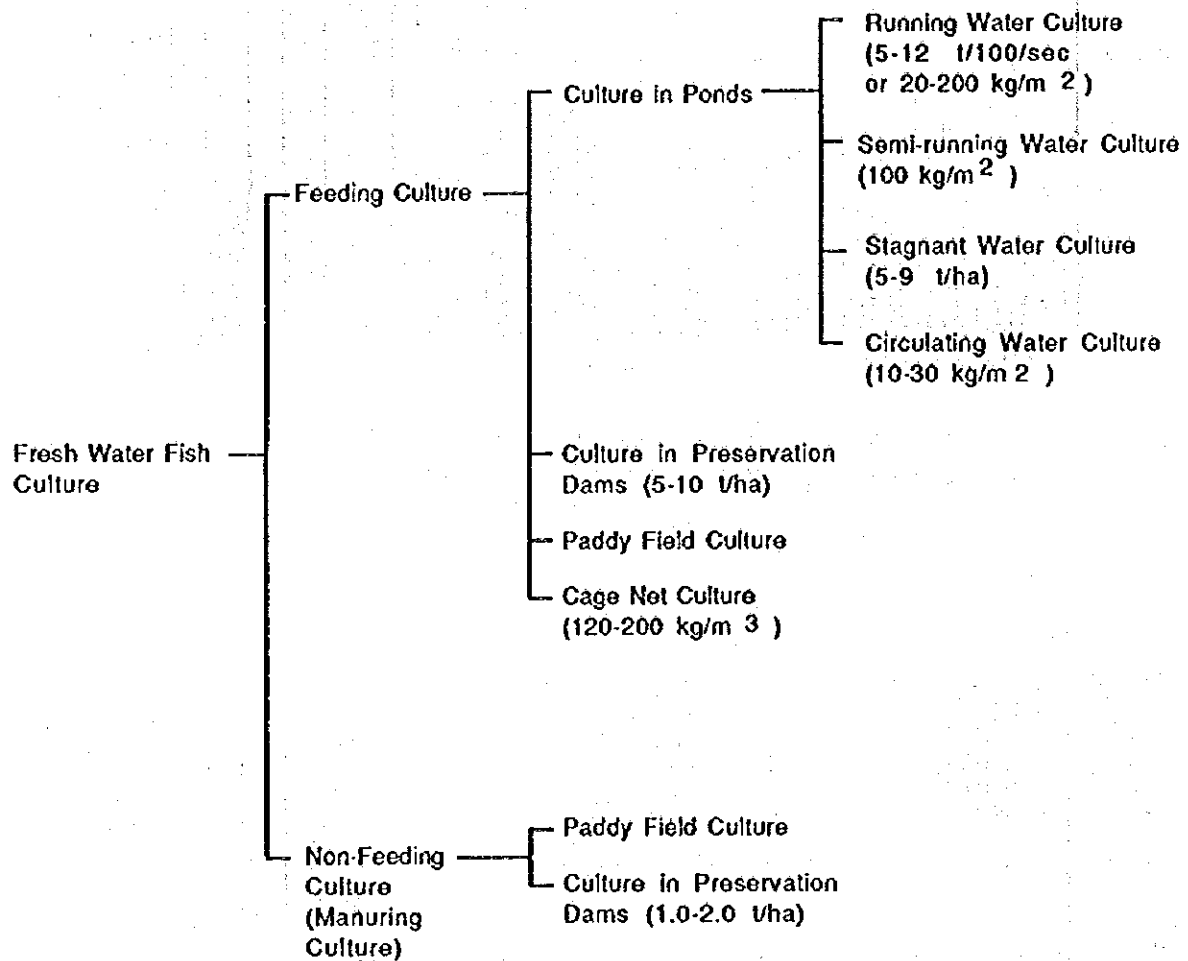 Fresh Water Fish
Culture
Feeding Culture
Culture in Ponds
Running Water Culture
(5-12 t/100/sec
or 20-200 kg/m 2 )
Semi-running Water Culture
(100 kg/m 2 )
Stagnant Water Culture
(5-9 t/ha)
Circulating Water Culture
(10-30 kg/m 2 )
Culture in Preservation
Dams (5-10 t/ha)
Paddy Field Culture
Cage Net Culture
(120-200 kg/m 3 )
Non-Feeding
Culture
(Manuring
Culture)
Paddy Field Culture
Culture in Preservation
Dams (1.0-2.0 t/ha)